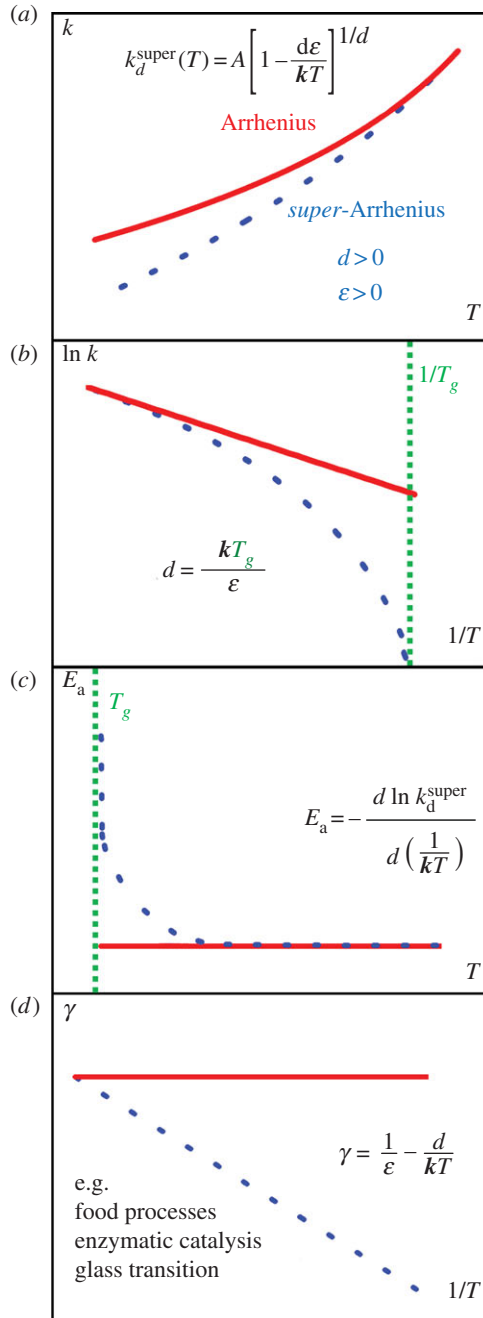 (a)
k
k_d^super(T) = A[1 − dε/kT]^1/d
Arrhenius
super-Arrhenius
d > 0
ε > 0
T
(b)
ln k
1/T_g
d = kT_g/ε
1/T
(c)
E_a
T_g
E_a = − d ln k_d^super / d(1/kT)
T
(d)
γ
γ = 1/ε − d/kT
e.g.
food processes
enzymatic catalysis
glass transition
1/T